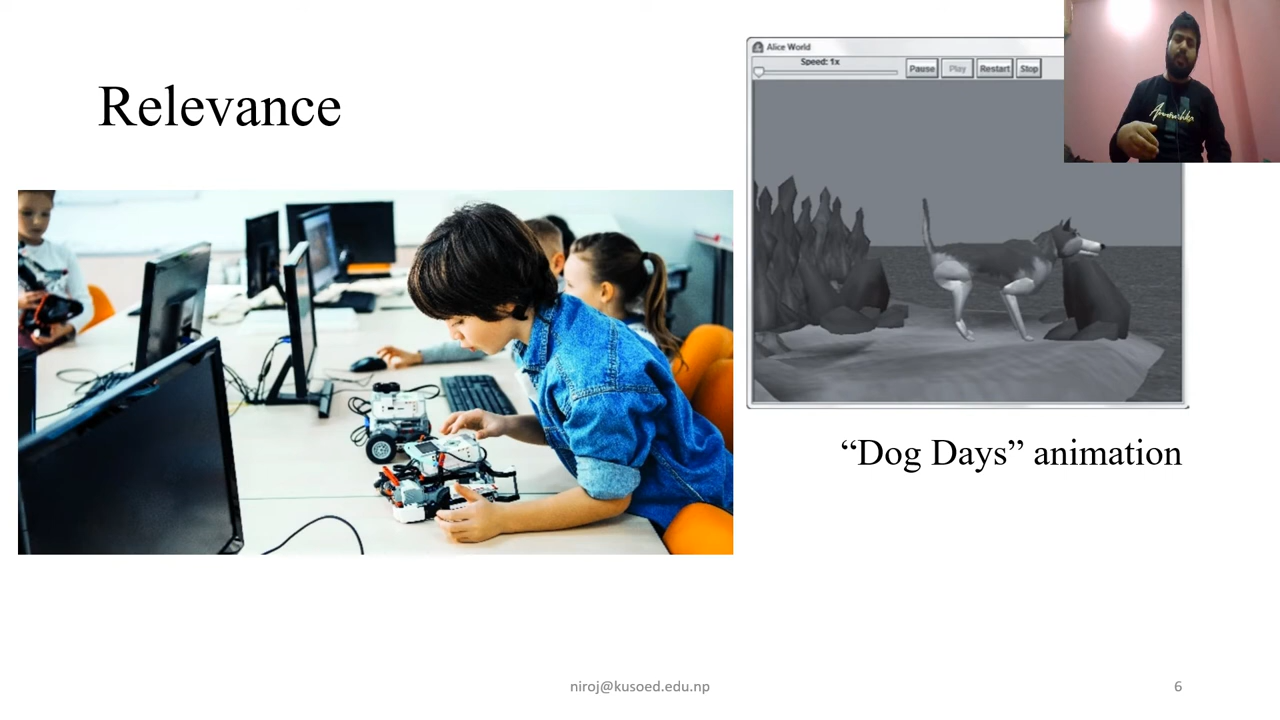 Relevance
Alice World
Speed: 1x
Pause
Play
Restart
Stop
“Dog Days” animation
niroj@kusoed.edu.np
6